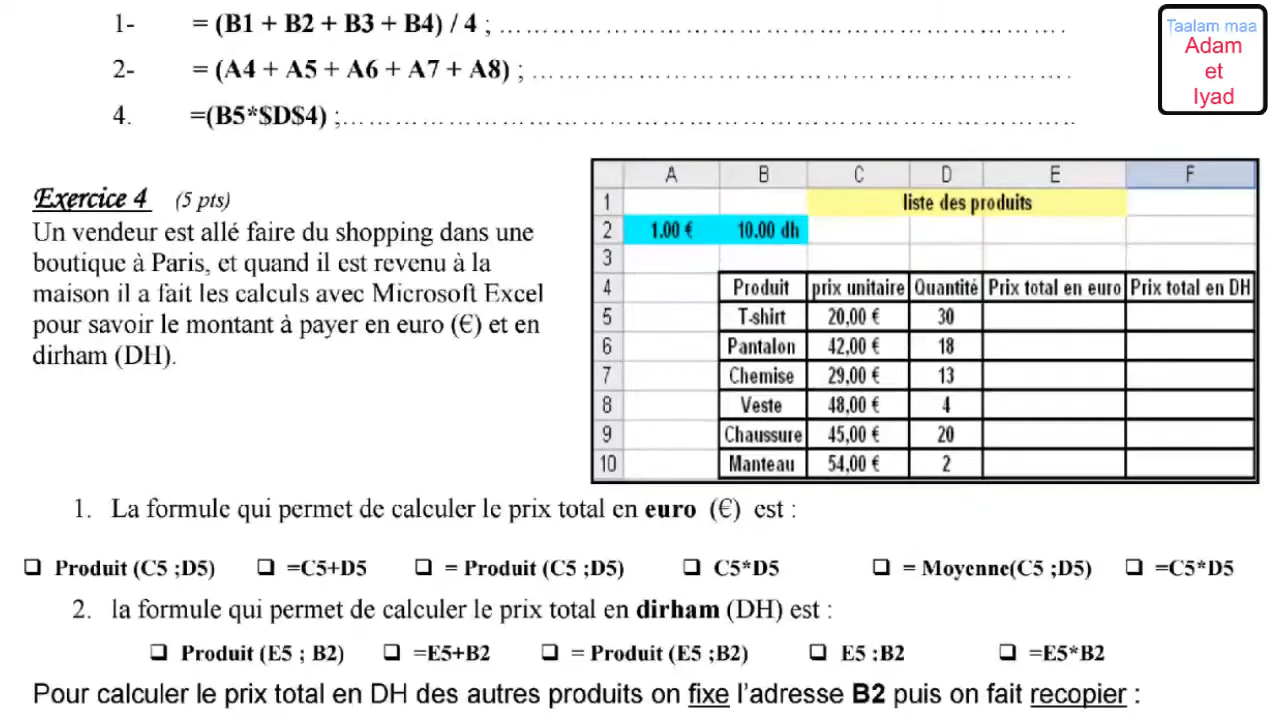 1- = (B1 + B2 + B3 + B4) / 4 ; ……………………………………………………….
2- = (A4 + A5 + A6 + A7 + A8) ; …………………………………………………….
4. =(B5*$D$4) ;………………………………………………………………………..
Taalam maa
Adam
et
Iyad
Exercice 4 (5 pts)
Un vendeur est allé faire du shopping dans une
boutique à Paris, et quand il est revenu à la
maison il a fait les calculs avec Microsoft Excel
pour savoir le montant à payer en euro (€) et en
dirham (DH).
A B C D E F
1 liste des produits
2 1.00 € 10.00 dh
3
4 Produit prix unitaire Quantité Prix total en euro Prix total en DH
5 T-shirt 20,00 € 30
6 Pantalon 42,00 € 18
7 Chemise 29,00 € 13
8 Veste 48,00 € 4
9 Chaussure 45,00 € 20
10 Manteau 54,00 € 2
1. La formule qui permet de calculer le prix total en euro (€) est :
❑ Produit (C5 ;D5) ❑ =C5+D5 ❑ = Produit (C5 ;D5) ❑ C5*D5 ❑ = Moyenne(C5 ;D5) ❑ =C5*D5
2. la formule qui permet de calculer le prix total en dirham (DH) est :
❑ Produit (E5 ; B2) ❑ =E5+B2 ❑ = Produit (E5 ;B2) ❑ E5 :B2 ❑ =E5*B2
Pour calculer le prix total en DH des autres produits on fixe l'adresse B2 puis on fait recopier :